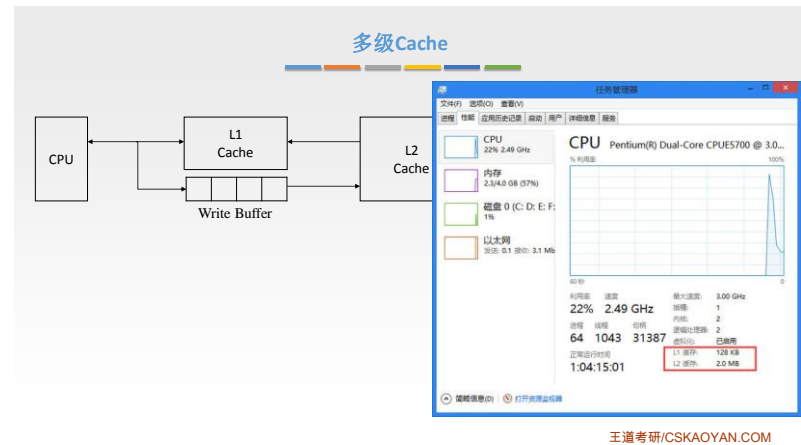 多级Cache
CPU
L1
Cache
L2
Cache
Write Buffer
任务管理器
文件(F) 选项(O) 查看(V)
进程 性能 应用历史记录 启动 用户 详细信息 服务
CPU
22% 2.49 GHz
内存
2.3/4.0 GB (57%)
磁盘 0 (C: D: E: F:
1%
以太网
发送: 0.1 接收: 3.1 Mb
CPU Pentium(R) Dual-Core CPUE5700 @ 3.0...
% 利用率 100%
60 秒 0
利用率 速度 最大速度: 3.00 GHz
22% 2.49 GHz 插槽: 1
内核: 2
进程 线程 句柄 逻辑处理器: 2
64 1043 31387 虚拟化: 已启用
正常运行时间 L1 缓存: 128 KB
1:04:15:01 L2 缓存: 2.0 MB
简略信息(D) 打开资源监视器
王道考研/CSKAOYAN.COM